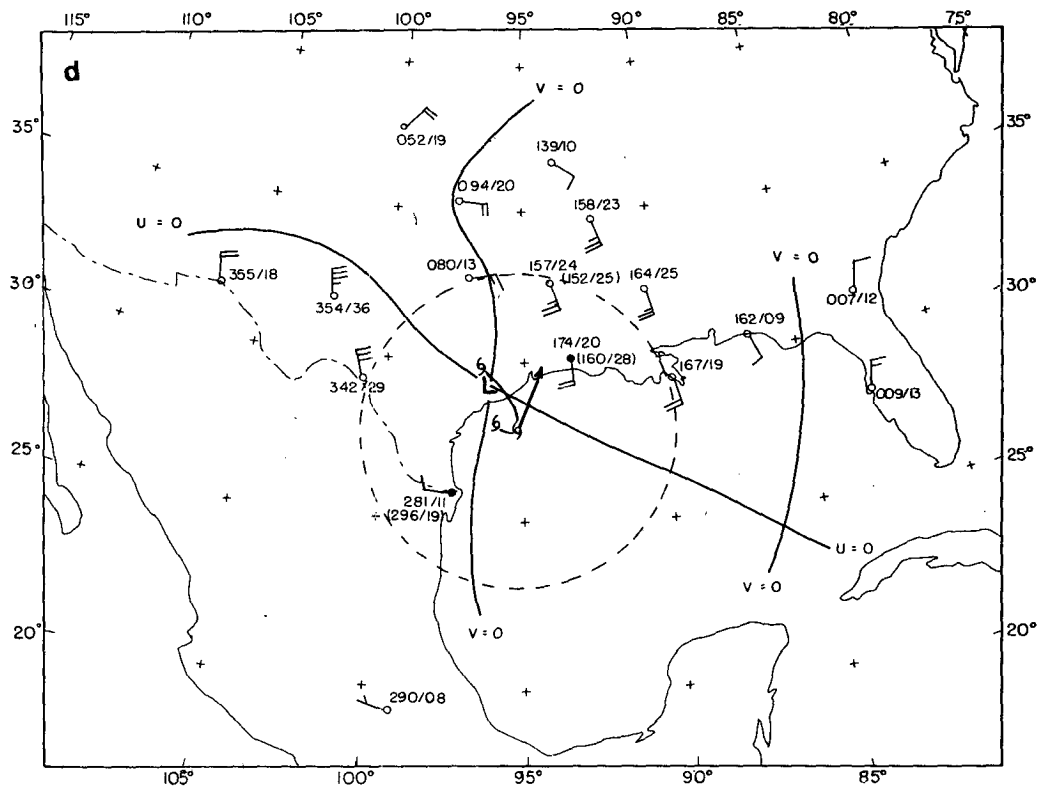 115° 110° 105° 100° 95° 90° 85° 80° 75°
d
V = 0
35° 35°
052/19
139/10
094/20
158/23
U = 0
V = 0
080/13
157/24
(152/25)
164/25
30° 30°
355/18
354/36
007/12
162/09
174/20
(160/28)
167/19
342/29
009/13
L
25° 25°
281/11
(296/19)
U = 0
V = 0
20° 20°
V = 0
290/08
105° 100° 95° 90° 85°